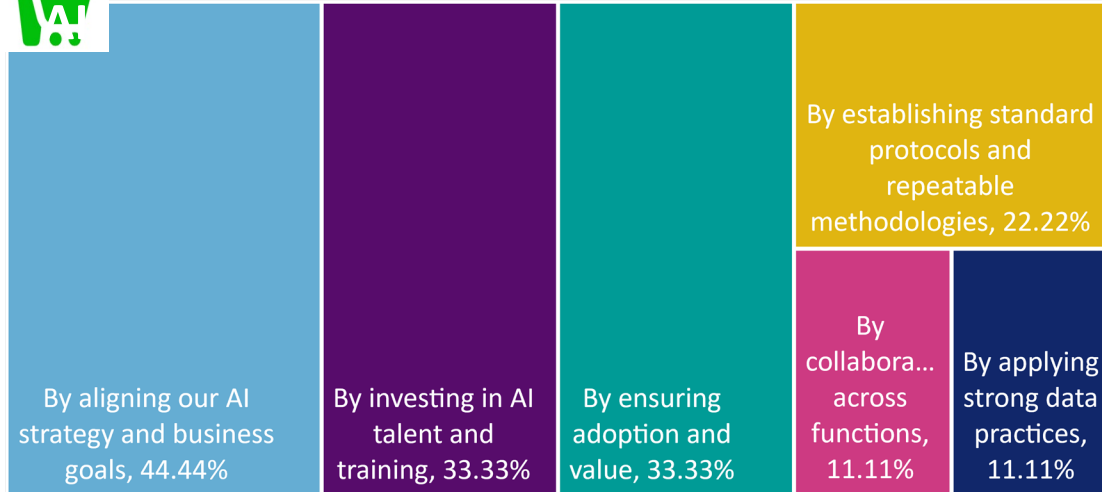 AI
By aligning our AI
strategy and business
goals, 44.44%
By investing in AI
talent and
training, 33.33%
By ensuring
adoption and
value, 33.33%
By establishing standard
protocols and
repeatable
methodologies, 22.22%
By
collabora...
across
functions,
11.11%
By applying
strong data
practices,
11.11%